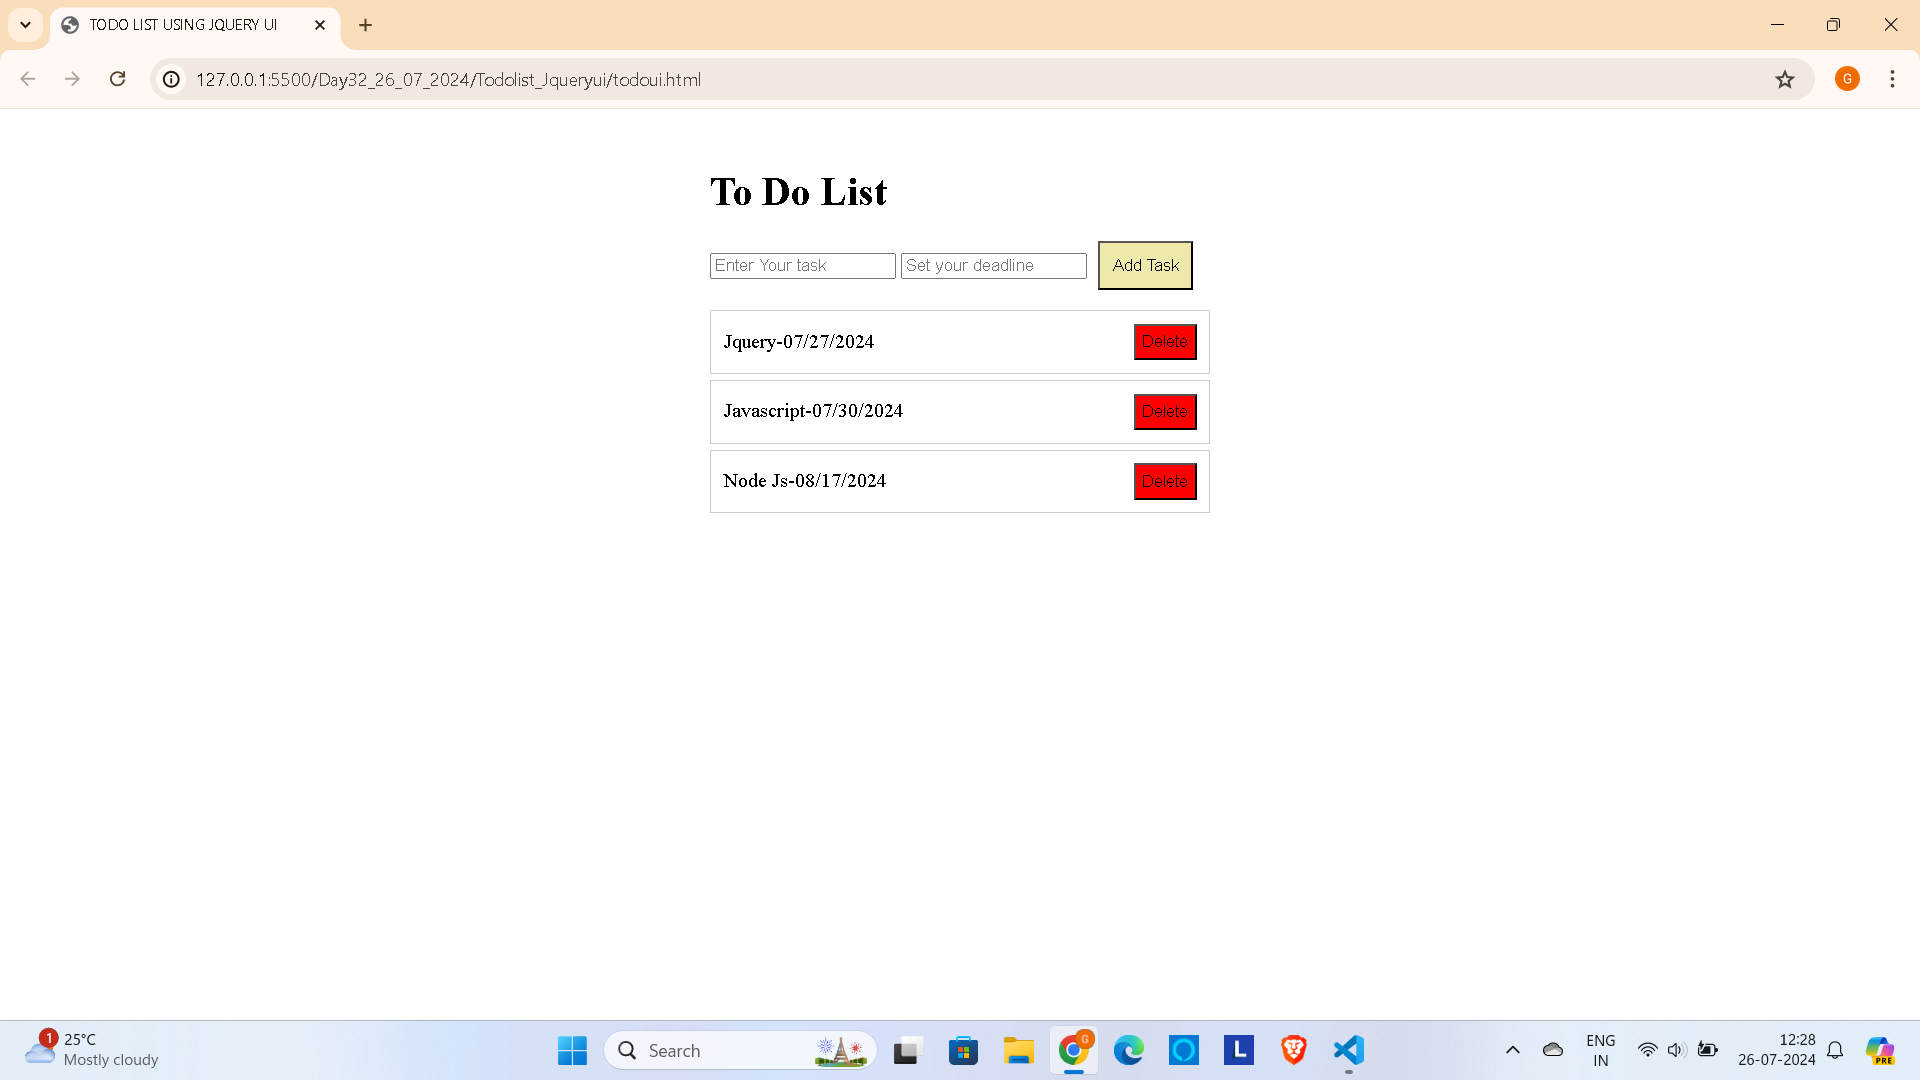 TODO LIST USING JQUERY UI
127.0.0.1:5500/Day32_26_07_2024/Todolist_Jqueryui/todoui.html
G
To Do List
Enter Your task Set your deadline Add Task
Jquery-07/27/2024 Delete
Javascript-07/30/2024 Delete
Node Js-08/17/2024 Delete
1
25°C
Mostly cloudy
Search
G
L
ENG
IN
12:28
26-07-2024
PRE